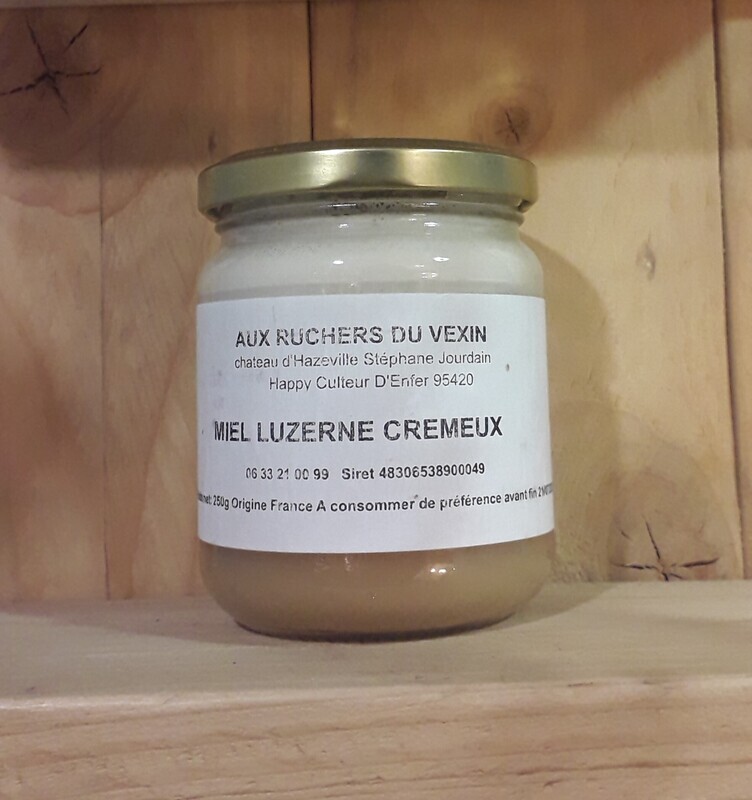 AUX RUCHERS DU VEXIN
chateau d'Hazeville Stéphane Jourdain
Happy Culteur D'Enfer 95420
MIEL LUZERNE CREMEUX
06 33 21 00 99 Siret 48306538900049
250g Origine France A consommer de préférence avant fin